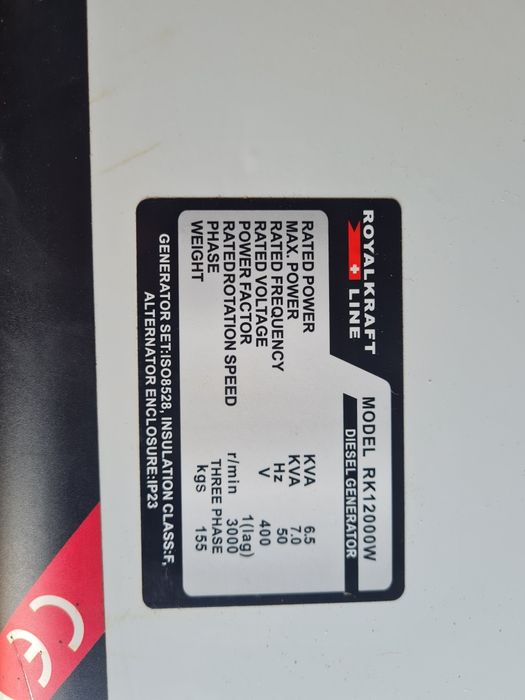 ROYALKRAFT
LINE
MODEL RK12000W
DIESEL GENERATOR
RATED POWER KVA 6.5
MAX. POWER KVA 7.0
RATED FREQUENCY Hz 50
RATED VOLTAGE V 400
POWER FACTOR 1(lag)
RATED ROTATION SPEED r/min 3000
PHASE THREE PHASE
WEIGHT kgs 155
GENERATOR SET:ISO8528, INSULATION CLASS:F,
ALTERNATOR ENCLOSURE:IP23
CE